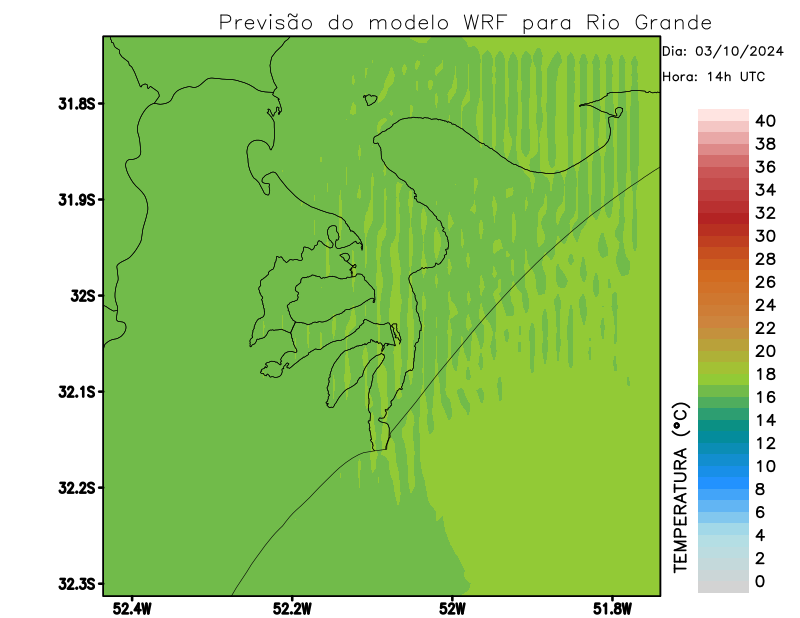 Previsão do modelo WRF para Rio Grande
Dia: 03/10/2024
Hora: 14h UTC
31.8S
31.9S
32S
32.1S
32.2S
32.3S
52.4W
52.2W
52W
51.8W
TEMPERATURA (°C)
40
38
36
34
32
30
28
26
24
22
20
18
16
14
12
10
8
6
4
2
0